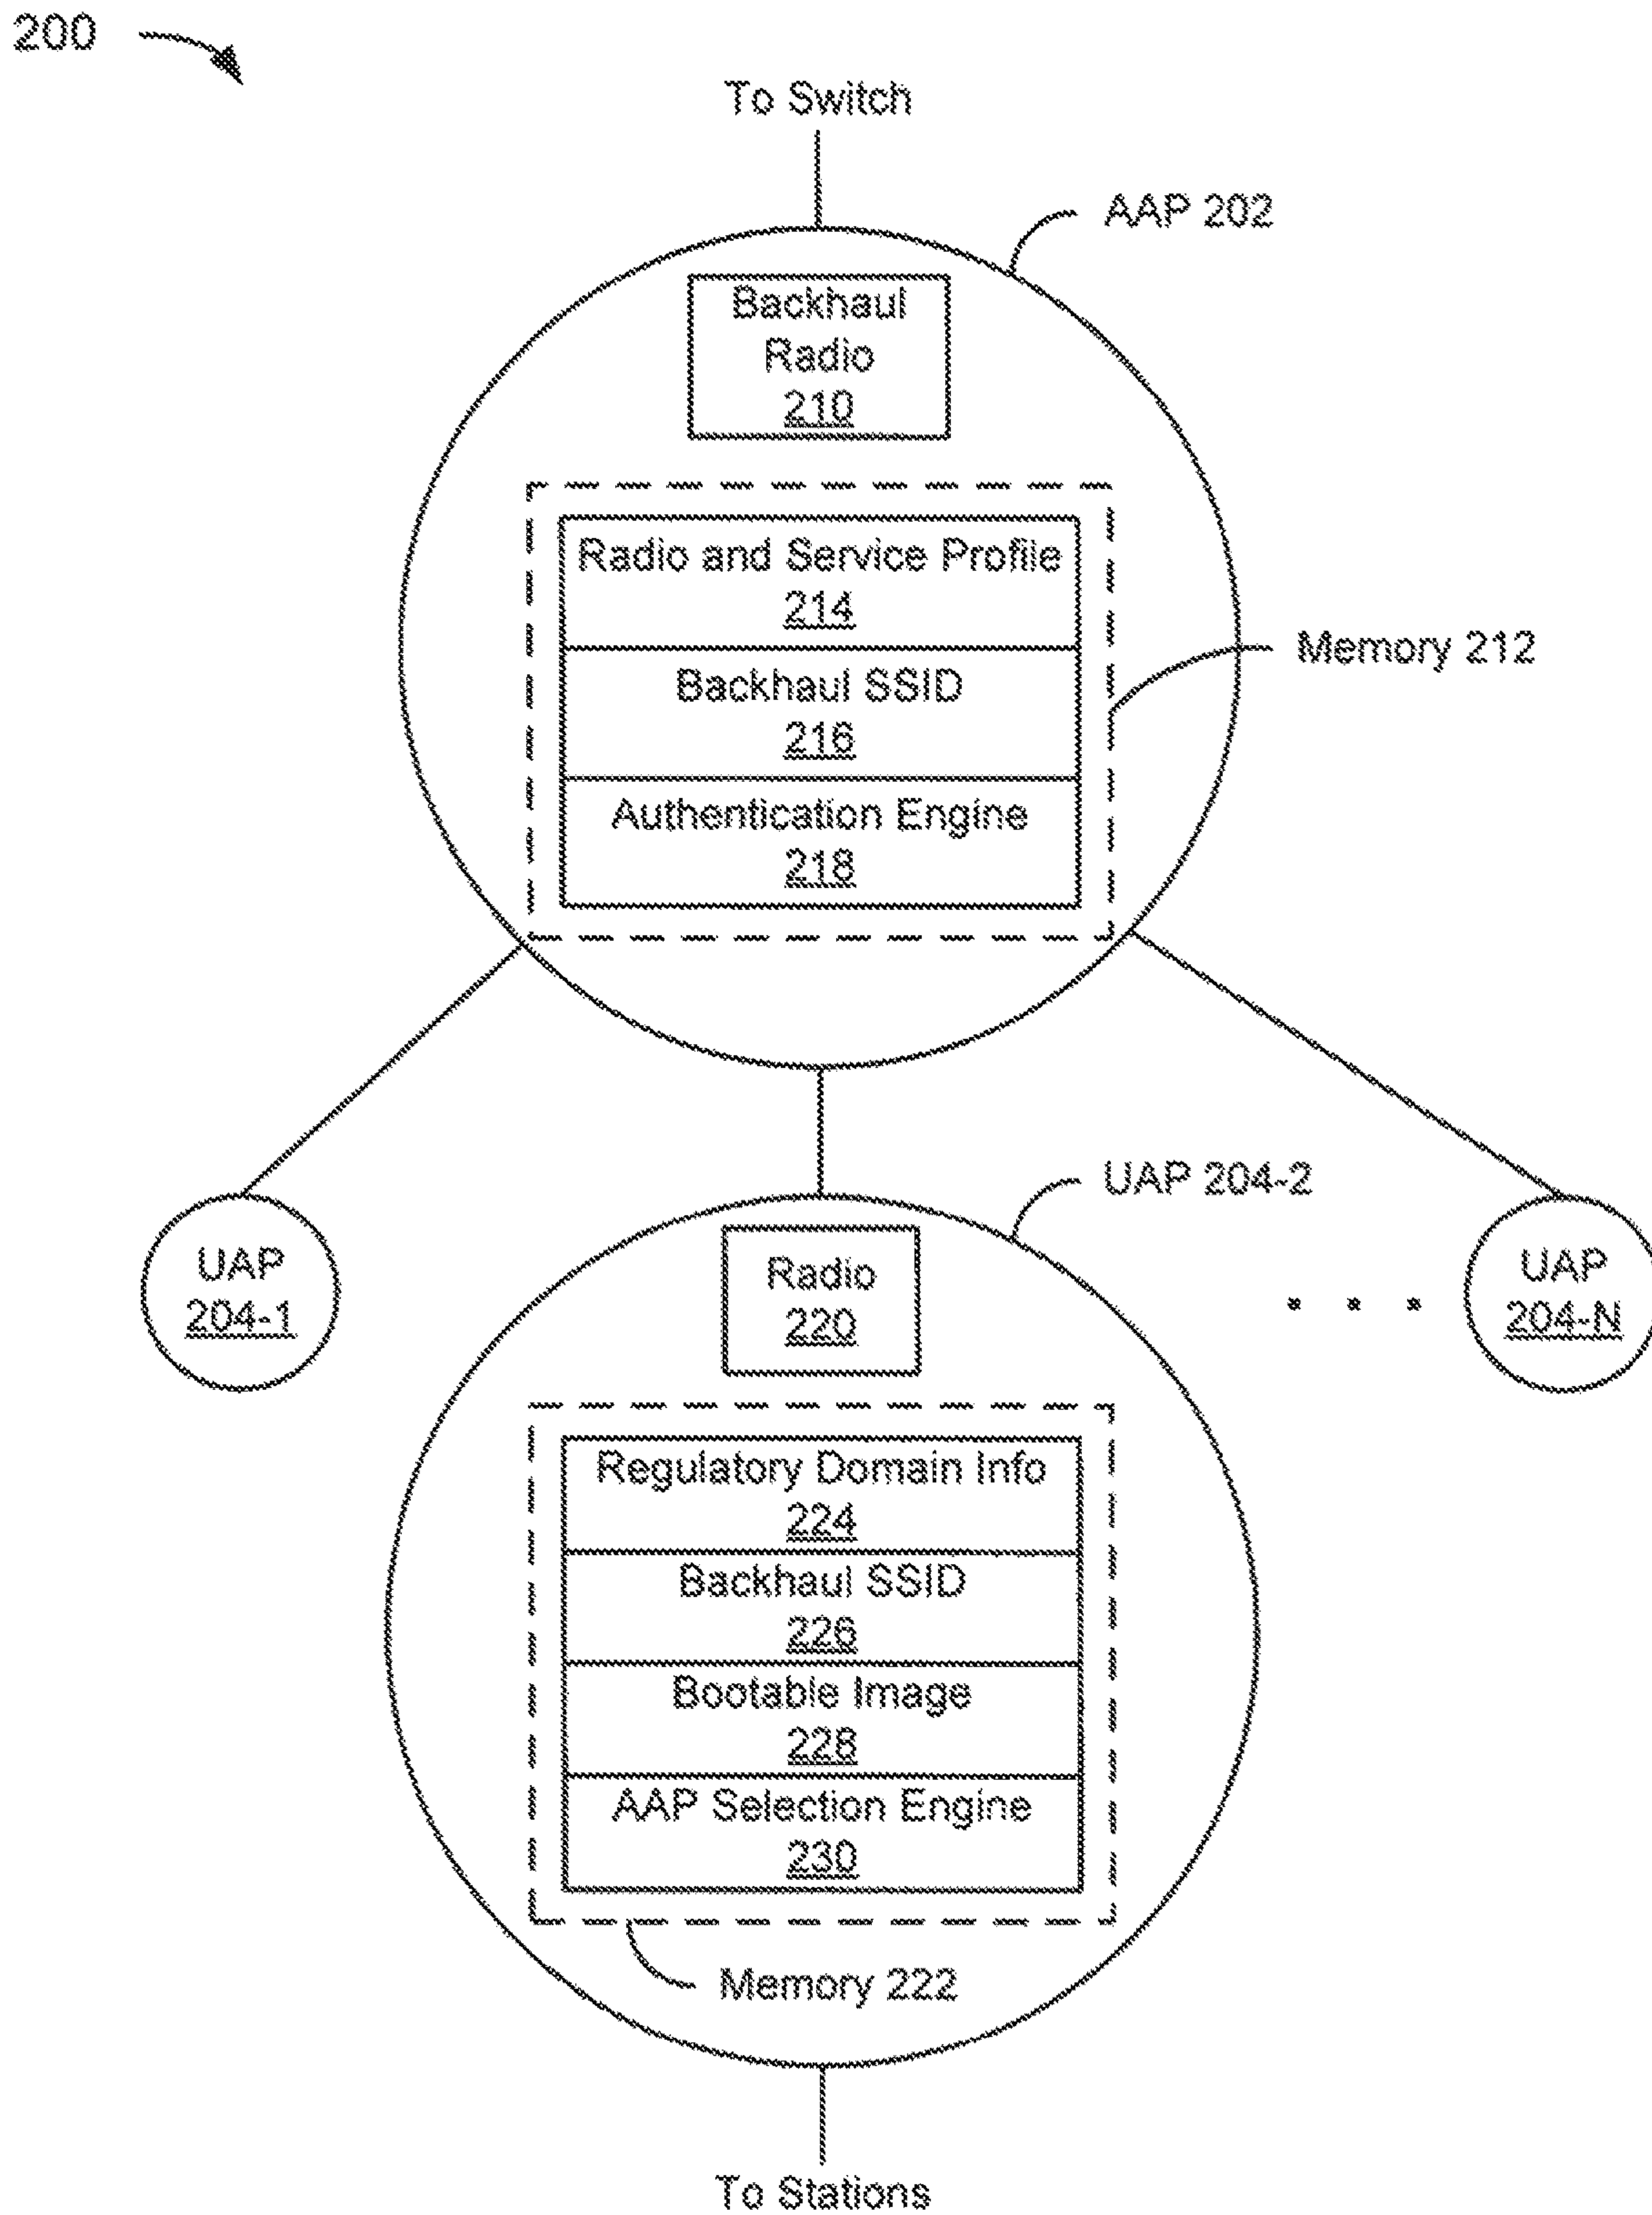 200
To Switch
AAP 202
Backhaul
Radio
210
Radio and Service Profile
214
Memory 212
Backhaul SSID
216
Authentication Engine
218
UAP 204-2
UAP
204-1
Radio
220
UAP
204-N
Regulatory Domain Info
224
Backhaul SSID
226
Bootable Image
228
AAP Selection Engine
230
Memory 222
To Stations